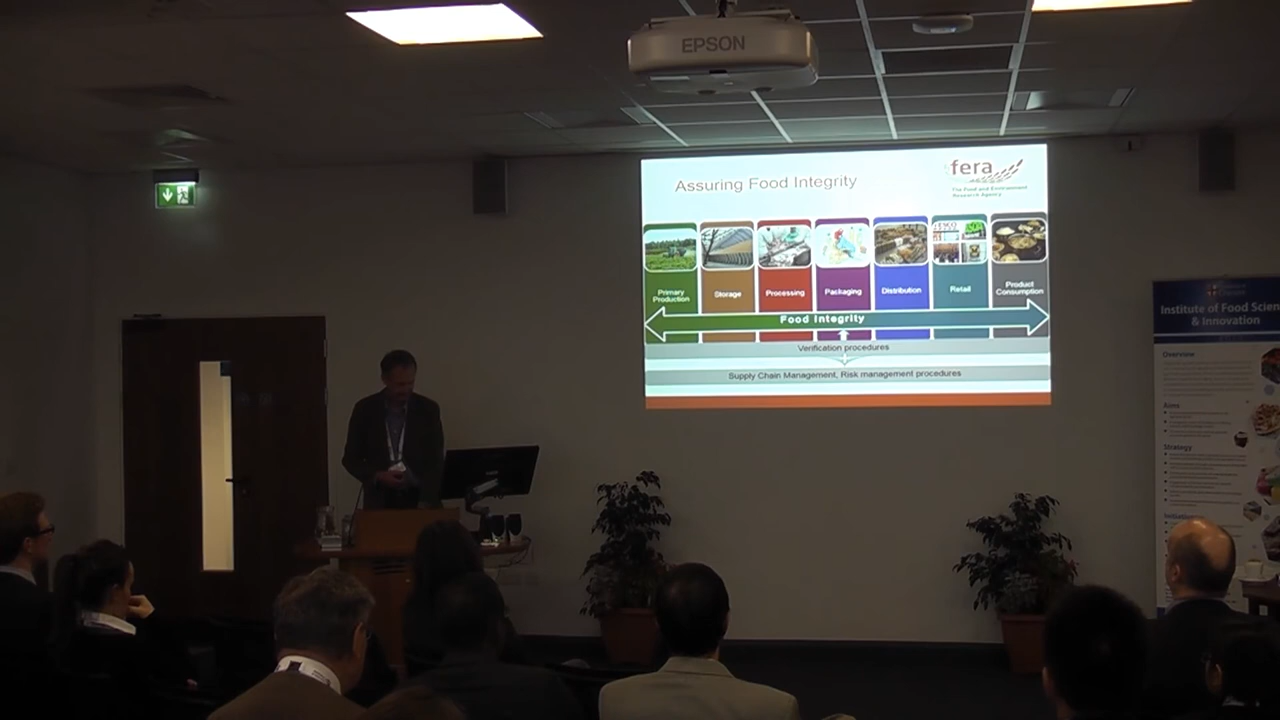 EPSON
Assuring Food Integrity
fera
The Food and Environment
Research Agency
Primary
Production
Storage
Processing
Packaging
Distribution
Retail
Product
Consumption
Food Integrity
Verification procedures
Supply Chain Management, Risk management procedures
Institute of Food Scien
& Innovation
Overview
Aims
Strategy